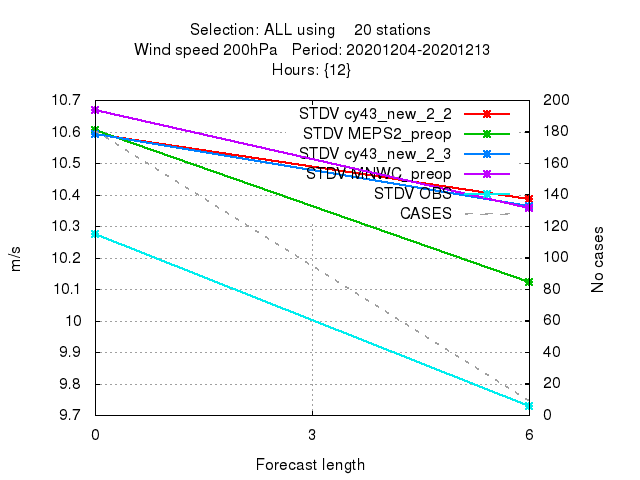 Selection: ALL using 20 stations
Wind speed 200hPa Period: 20201204-20201213
Hours: {12}
10.7
10.6
10.5
10.4
10.3
10.2
10.1
10
9.9
9.8
9.7
200
180
160
140
120
100
80
60
40
20
0
STDV cy43_new_2_2
STDV MEPS2_preop
STDV cy43_new_2_3
STDV MNWC_preop
STDV OBS
CASES
m/s
No cases
0 3 6
Forecast length